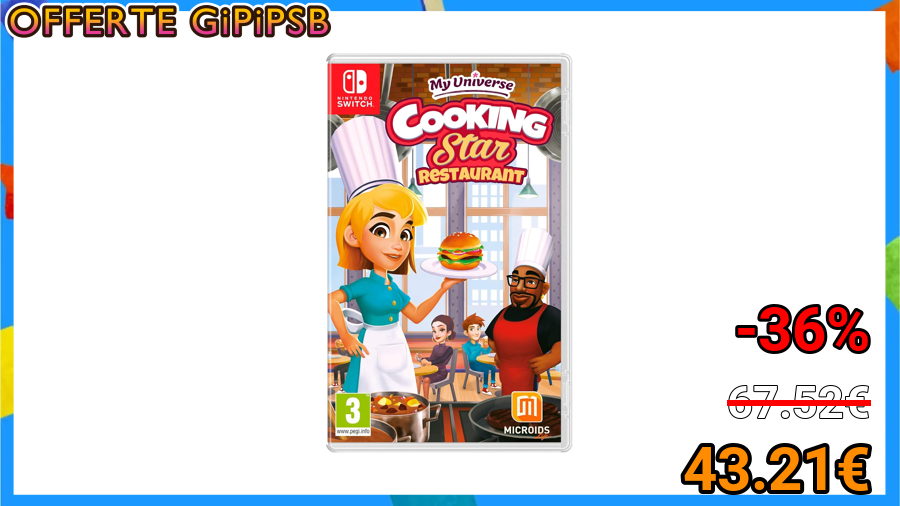 OFFERTE GiPiPSB
NINTENDO
SWITCH
My Universe
COOKING
Star
RESTAURANT
3
www.pegi.info
MICROIDS
-36%
67.52€
43.21€